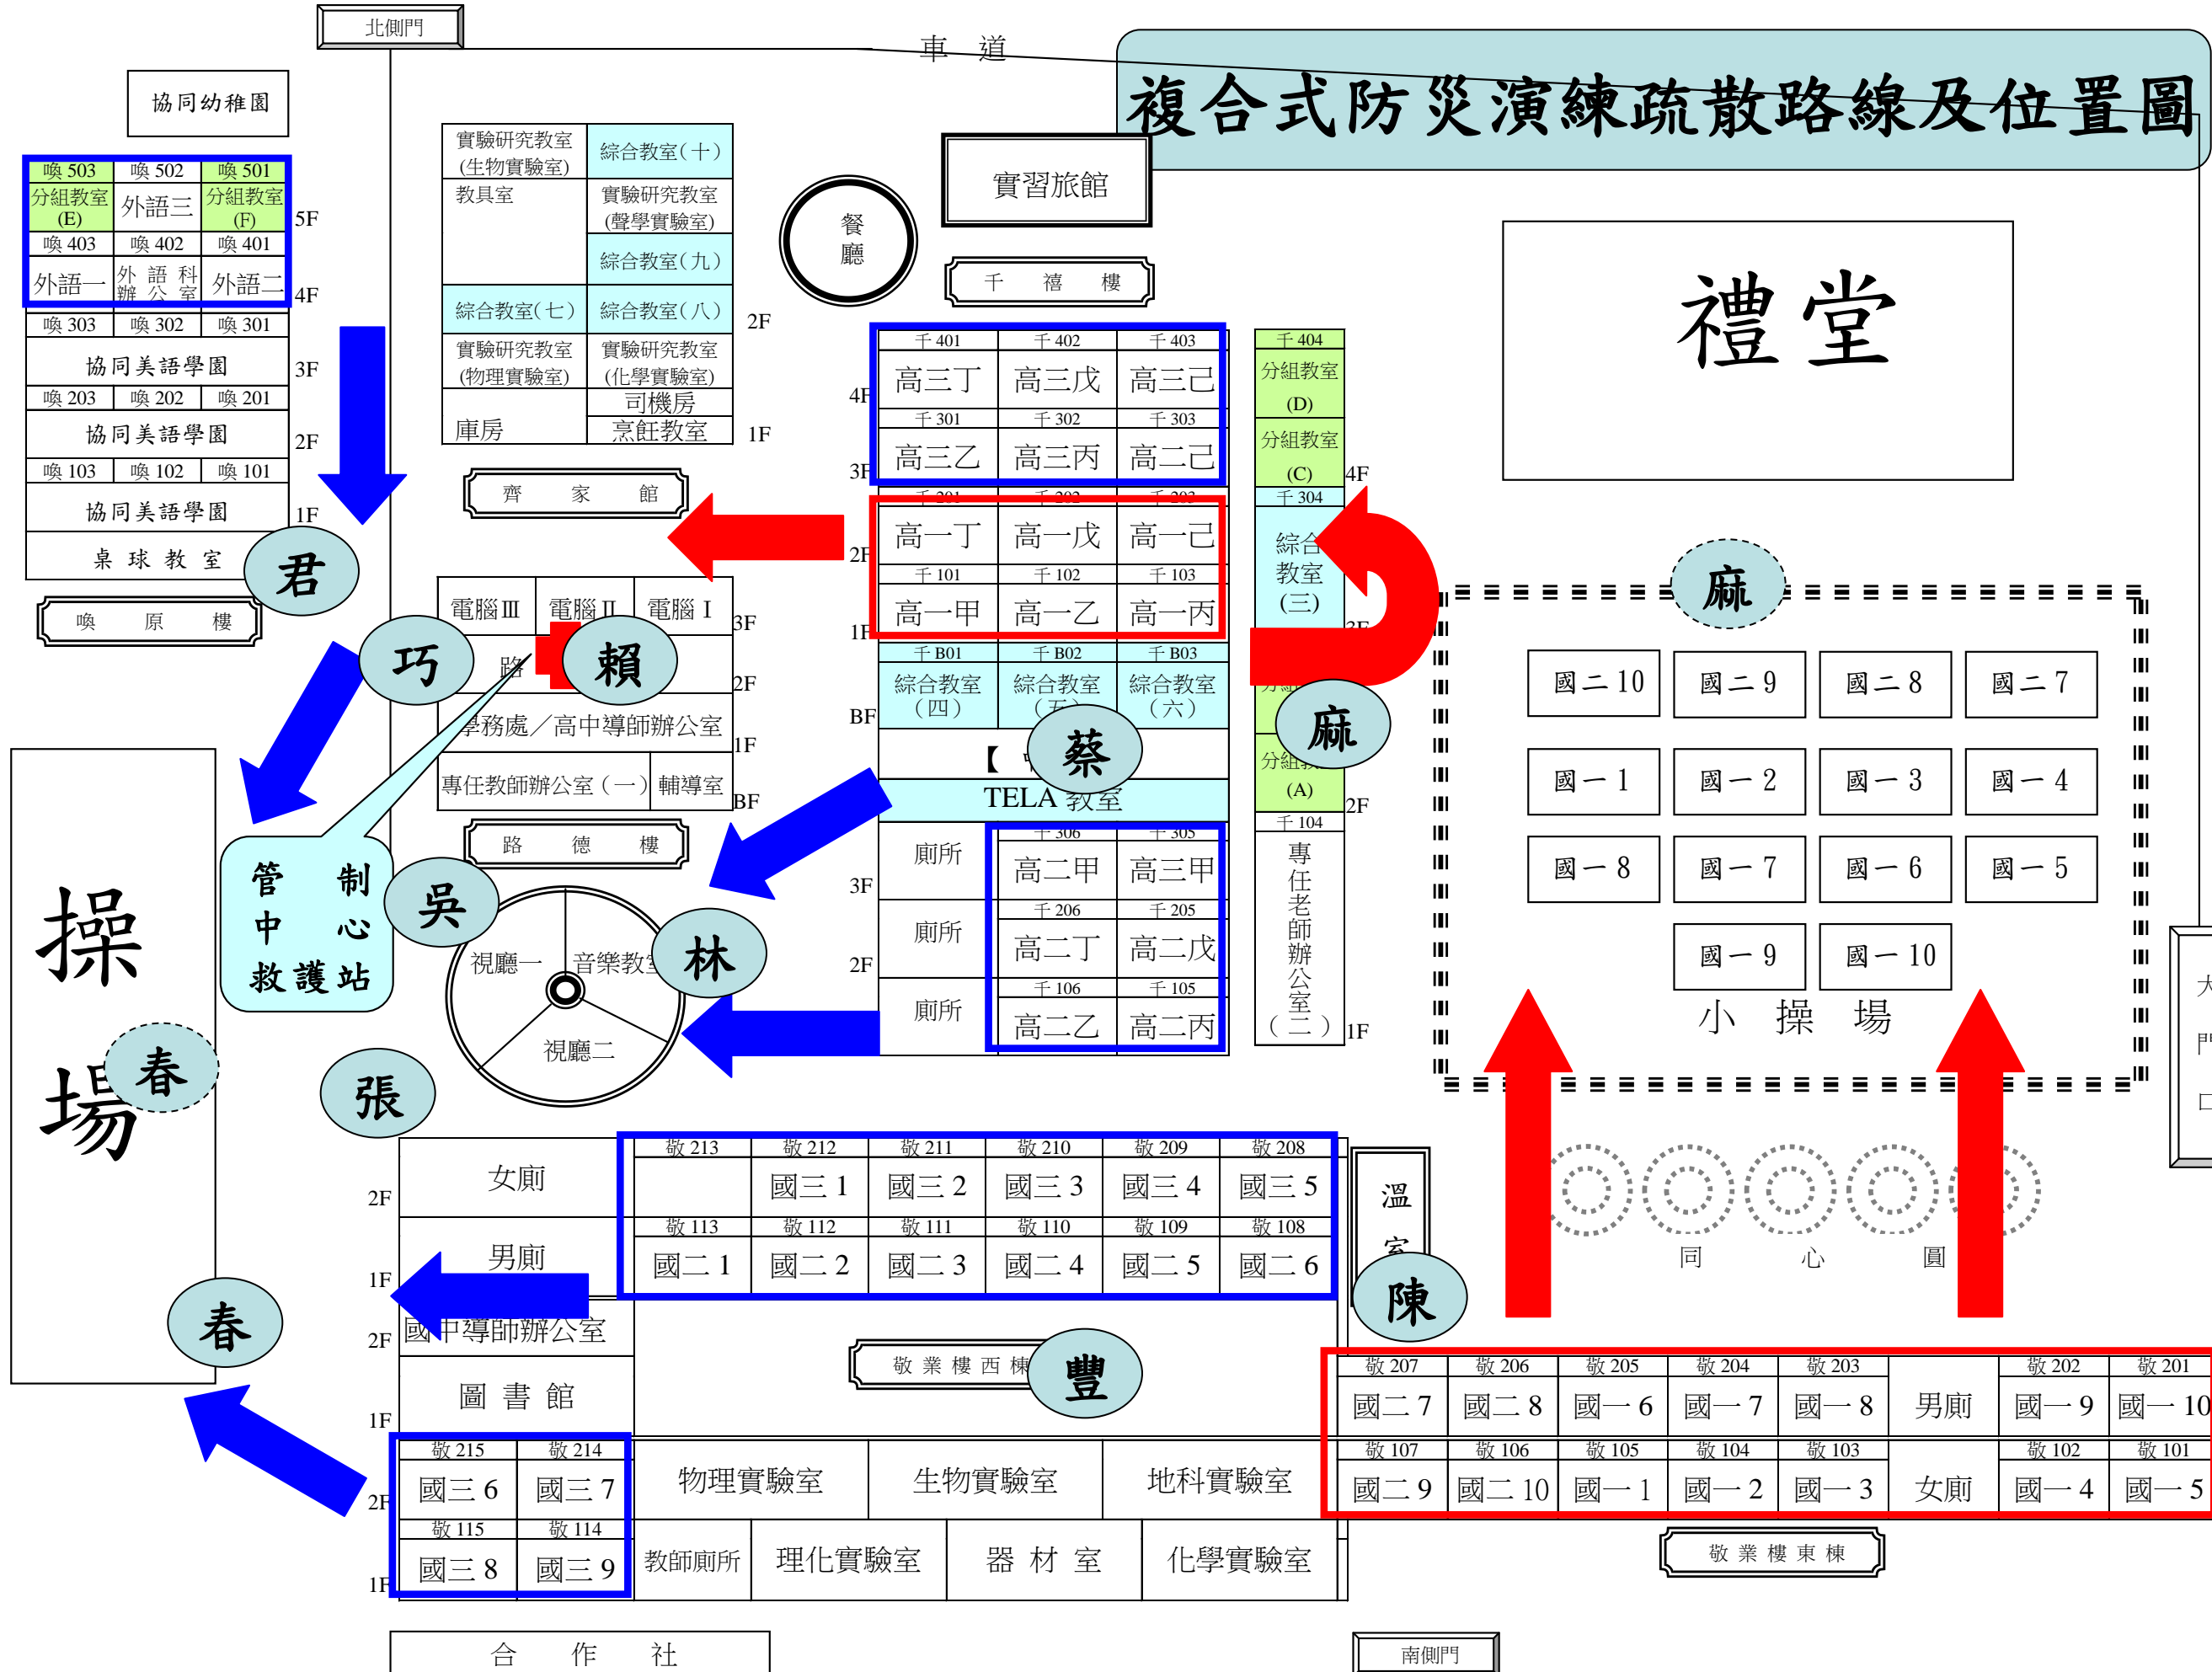 北側門
車 道
複合式防災演練疏散路線及位置圖
協同幼稚園
喚 503 喚 502 喚 501
分組教室(E) 外語三 分組教室(F) 5F
喚 403 喚 402 喚 401
外語一 外語科辦公室 外語二 4F
喚 303 喚 302 喚 301
協同美語學園 3F
喚 203 喚 202 喚 201
協同美語學園 2F
喚 103 喚 102 喚 101
協同美語學園 1F
桌球教室
君
喚原樓
實驗研究教室(生物實驗室) 綜合教室(十)
教具室 實驗研究教室(聲學實驗室)
綜合教室(九)
綜合教室(七) 綜合教室(八) 2F
實驗研究教室(物理實驗室) 實驗研究教室(化學實驗室)
司機房
庫房 烹飪教室 1F
齊家館
餐廳
實習旅館
千禧樓
禮堂
千 401 千 402 千 403
高三丁 高三戊 高三己 4F
千 301 千 302 千 303
高三乙 高三丙 高二己 3F
千 201 千 202 千 203
高一丁 高一戊 高一己 2F
千 101 千 102 千 103
高一甲 高一乙 高一丙 1F
千 B01 千 B02 千 B03
綜合教室(四) 綜合教室(五) 綜合教室(六) BF
【
蔡
TELA 教室
千 306 千 305
廁所 高二甲 高三甲 3F
千 206 千 205
廁所 高二丁 高二戊 2F
千 106 千 105
廁所 高二乙 高二丙
千 404
分組教室
(D)
分組教室
(C) 4F
千 304
綜合教室(三) 3F
麻
分組教
(A) 2F
千 104
專任老師辦公室(二) 1F
電腦Ⅲ 電腦Ⅱ 電腦Ⅰ 3F
巧
路
賴
2F
學務處／高中導師辦公室 1F
專任教師辦公室(一) 輔導室 BF
路德樓
管制
中心
救護站
吳
林
視廳一 音樂教室
視廳二
張
操場
春
春
麻
國二 10 國二 9 國二 8 國二 7
國一 1 國一 2 國一 3 國一 4
國一 8 國一 7 國一 6 國一 5
國一 9 國一 10
小操場
同心圓
溫室
陳
敬 213 敬 212 敬 211 敬 210 敬 209 敬 208
2F 女廁 國三 1 國三 2 國三 3 國三 4 國三 5
敬 113 敬 112 敬 111 敬 110 敬 109 敬 108
1F 男廁 國二 1 國二 2 國二 3 國二 4 國二 5 國二 6
2F 國中導師辦公室
敬業樓西棟
豐
1F 圖書館
敬 215 敬 214
2F 國三 6 國三 7 物理實驗室 生物實驗室 地科實驗室
敬 115 敬 114
1F 國三 8 國三 9 教師廁所 理化實驗室 器材室 化學實驗室
敬 207 敬 206 敬 205 敬 204 敬 203 敬 202 敬 201
國二 7 國二 8 國一 6 國一 7 國一 8 男廁 國一 9 國一 10
敬 107 敬 106 敬 105 敬 104 敬 103 敬 102 敬 101
國二 9 國二 10 國一 1 國一 2 國一 3 女廁 國一 4 國一 5
敬業樓東棟
合作社
南側門